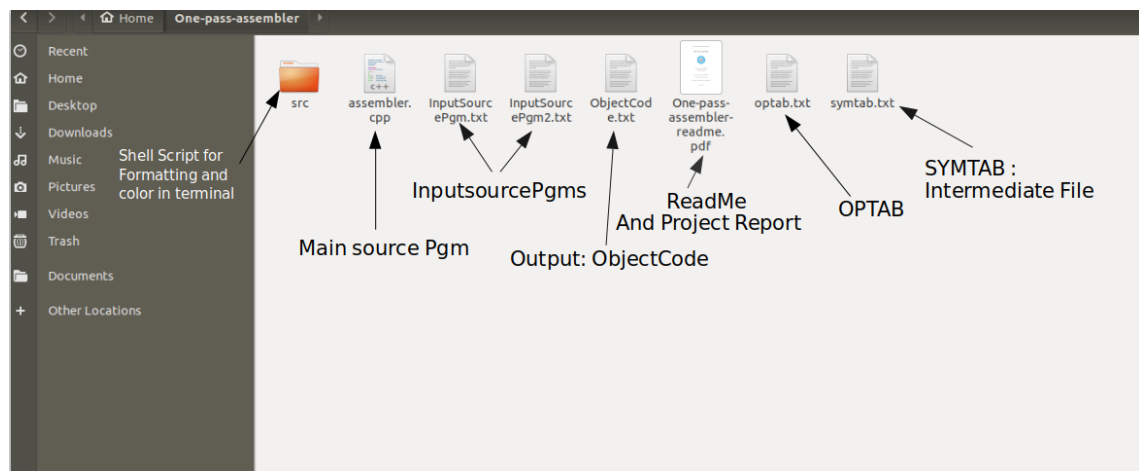 Home
One-pass-assembler
Recent
Home
Desktop
Downloads
Music
Pictures
Videos
Trash
Documents
+ Other Locations
Shell Script for
Formatting and
color in terminal
src
assembler.
cpp
C++
InputSourc
ePgm.txt
InputSourc
ePgm2.txt
ObjectCod
e.txt
One-pass-
assembler-
readme.
pdf
optab.txt
symtab.txt
Main source Pgm
InputsourcePgms
Output: ObjectCode
ReadMe
And Project Report
OPTAB
SYMTAB :
Intermediate File